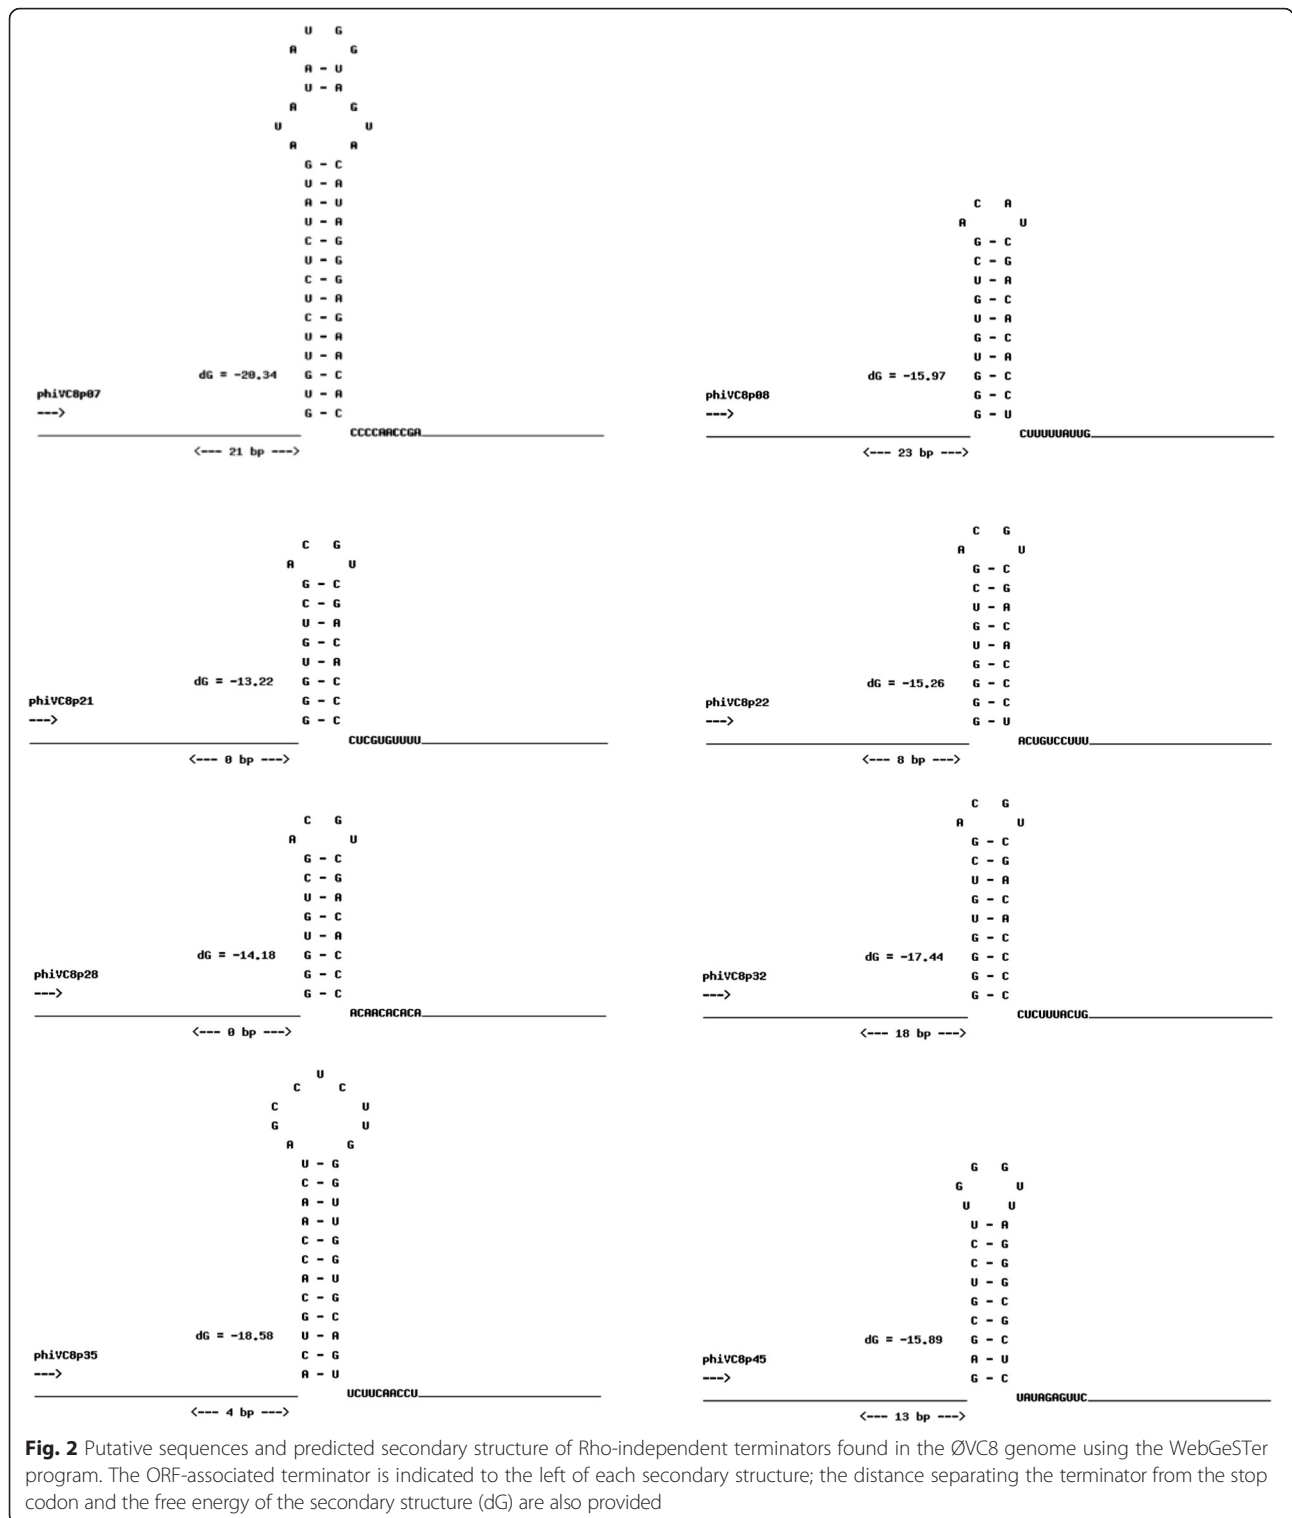 U G
A G
A - U
U - A
A G
U U
A A
G - C
U - A
A - U
U - A
C - G
U - G
C - G
U - A
C - G
U - A
U - A
dG = -20.34 G - C
phiVC8p07 U - A
---> G - C
CCCCAACCGA
<--- 21 bp --->
C A
A U
G - C
C - G
U - A
G - C
U - A
G - C
U - A
dG = -15.97 G - C
phiVC8p08 G - C
---> G - U
CUUUUUAUUG
<--- 23 bp --->
C G
A U
G - C
C - G
U - A
G - C
U - A
dG = -13.22 G - C
phiVC8p21 G - C
---> G - C
CUCGUGUUUU
<--- 0 bp --->
C G
A U
G - C
C - G
U - A
G - C
U - A
G - C
dG = -15.26 G - C
phiVC8p22 G - C
---> G - U
ACUGUCCUUU
<--- 8 bp --->
C G
A U
G - C
C - G
U - A
G - C
U - A
dG = -14.18 G - C
phiVC8p28 G - C
---> G - C
ACAACACACA
<--- 0 bp --->
C G
A U
G - C
C - G
U - A
G - C
U - A
G - C
dG = -17.44 G - C
phiVC8p32 G - C
---> G - C
CUCUUUACUG
<--- 18 bp --->
U
C C
C U
G U
A G
U - G
C - G
A - U
A - U
C - G
C - G
A - U
C - G
G - C
dG = -18.58 U - A
phiVC8p35 C - G
---> A - U
UCUUCAACCU
<--- 4 bp --->
G G
G U
U U
U - A
C - G
C - G
U - G
G - C
C - G
dG = -15.89 G - C
phiVC8p45 A - U
---> G - C
UAUAGAGUUC
<--- 13 bp --->
Fig. 2 Putative sequences and predicted secondary structure of Rho-independent terminators found in the ØVC8 genome using the WebGeSTer
program. The ORF-associated terminator is indicated to the left of each secondary structure; the distance separating the terminator from the stop
codon and the free energy of the secondary structure (dG) are also provided